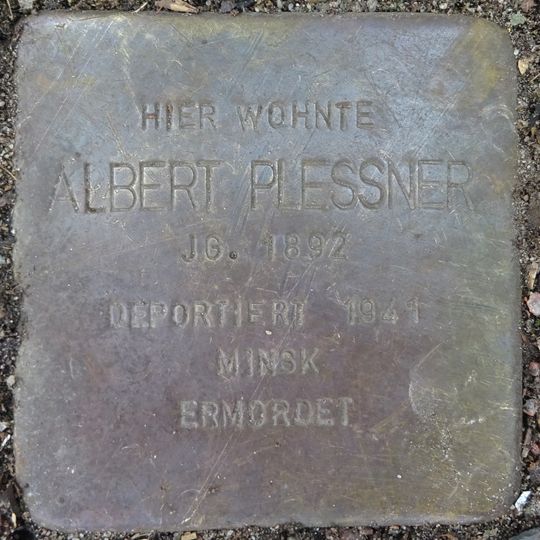 HIER WOHNTE
ALBERT PLESSNER
JG. 1892
DEPORTIERT 1941
MINSK
ERMORDET